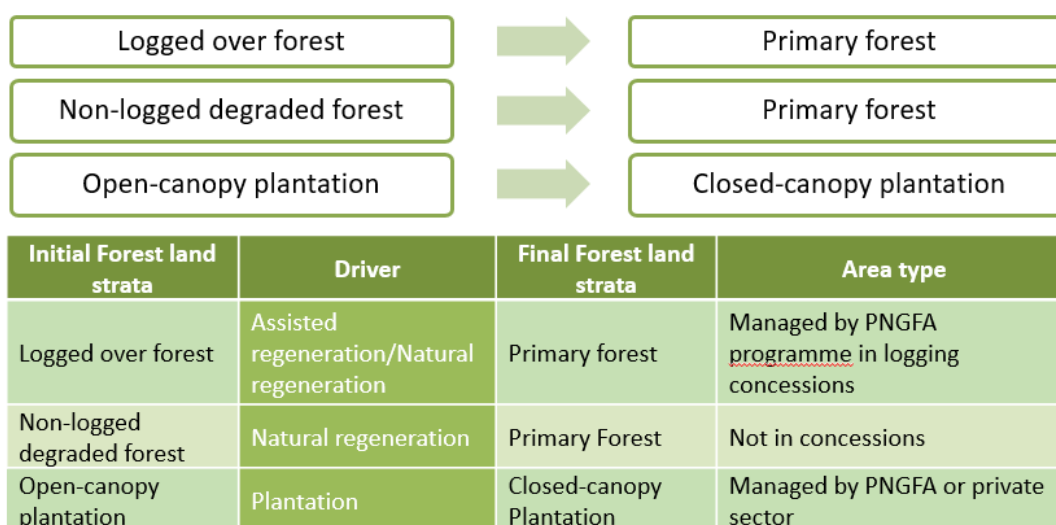 Logged over forest
Primary forest
Non-logged degraded forest
Primary forest
Open-canopy plantation
Closed-canopy plantation
Initial Forest land
strata
Driver
Final Forest land
strata
Area type
Logged over forest
Assisted
regeneration/Natural
regeneration
Primary forest
Managed by PNGFA
programme in logging
concessions
Non-logged
degraded forest
Natural regeneration
Primary Forest
Not in concessions
Open-canopy
plantation
Plantation
Closed-canopy
Plantation
Managed by PNGFA or private
sector